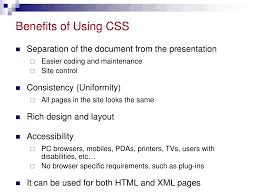 Benefits of Using CSS
Separation of the document from the presentation
Easier coding and maintenance
Site control
Consistency (Uniformity)
All pages in the site looks the same
Rich design and layout
Accessibility
PC browsers, mobiles, PDAs, printers, TVs, users with
disabilities, etc…
No browser specific requirements, such as plug-ins
It can be used for both HTML and XML pages